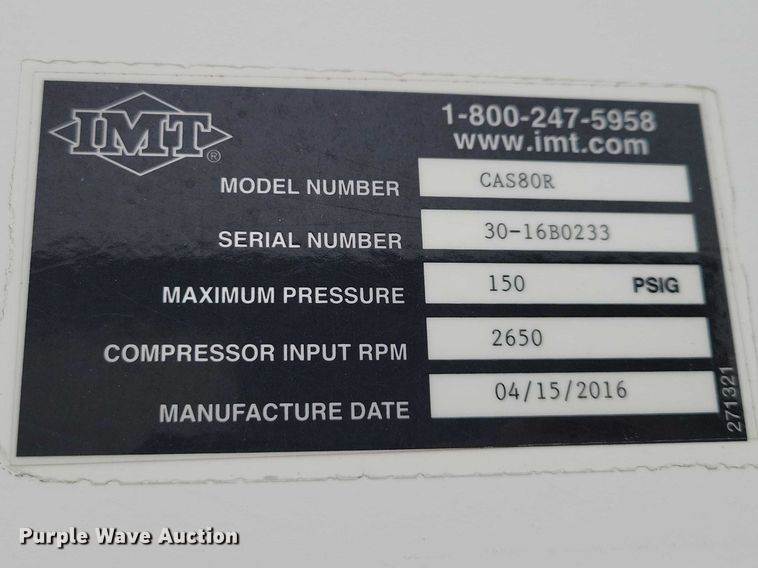 IMT®
1-800-247-5958
www.imt.com
MODEL NUMBER CAS80R
SERIAL NUMBER 30-16B0233
MAXIMUM PRESSURE 150 PSIG
COMPRESSOR INPUT RPM 2650
MANUFACTURE DATE 04/15/2016
271321
Purple Wave Auction